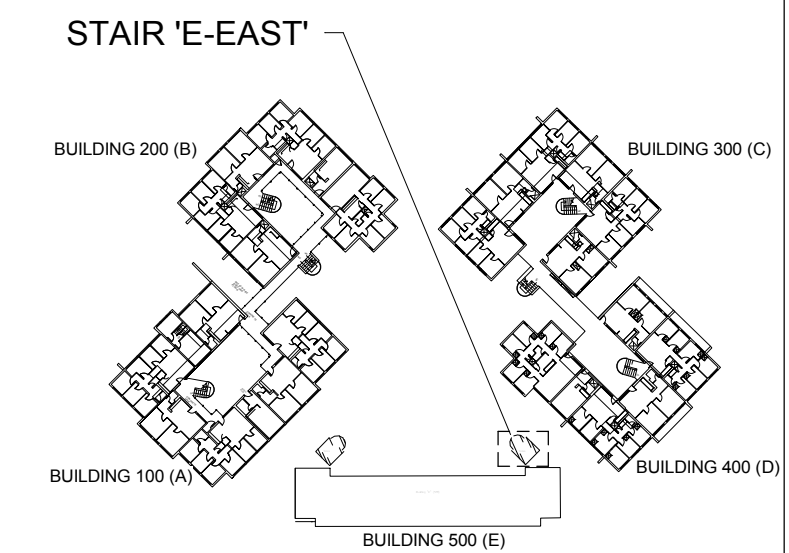 STAIR 'E-EAST'
BUILDING 200 (B)
BUILDING 300 (C)
BUILDING 100 (A)
BUILDING 400 (D)
BUILDING 500 (E)